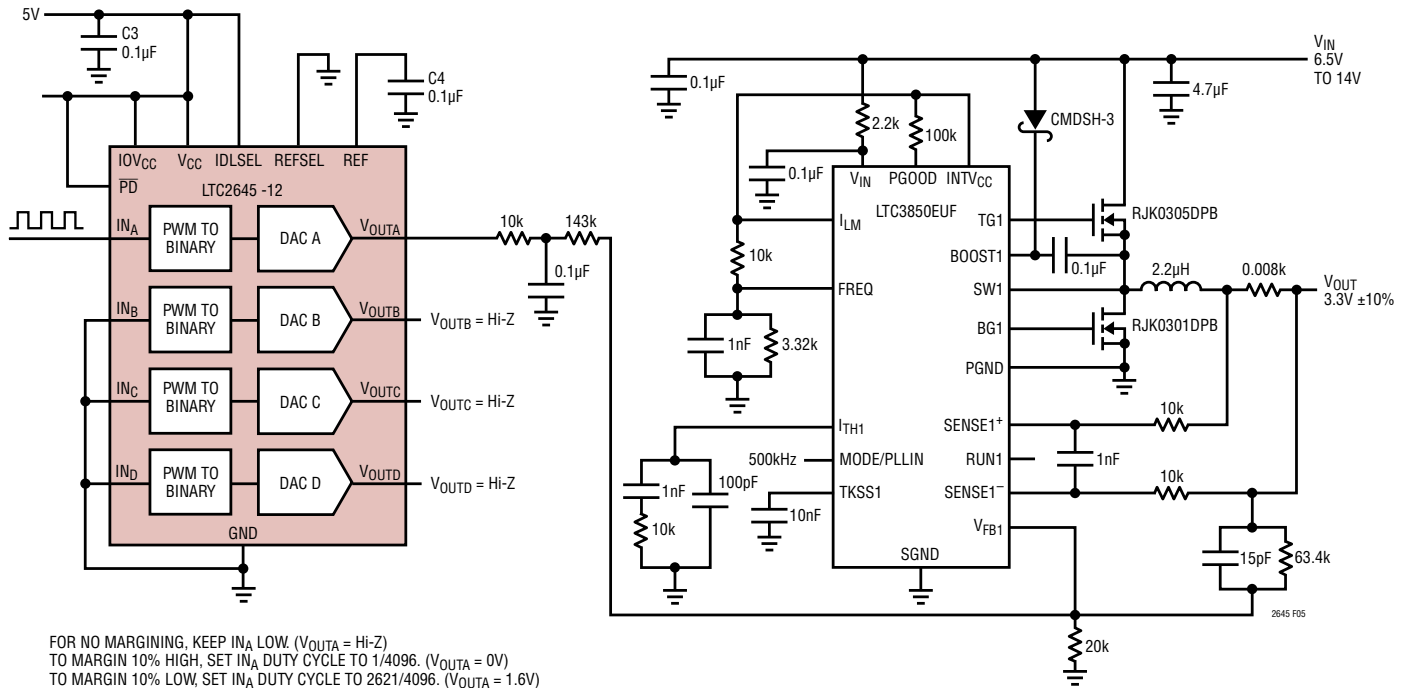 5V
C3
0.1µF
C4
0.1µF
IOVCC
VCC
IDLSEL
REFSEL
REF
PD
LTC2645 -12
INA
PWM TO
BINARY
DAC A
VOUTA
INB
PWM TO
BINARY
DAC B
VOUTB
VOUTB = Hi-Z
INC
PWM TO
BINARY
DAC C
VOUTC
VOUTC = Hi-Z
IND
PWM TO
BINARY
DAC D
VOUTD
VOUTD = Hi-Z
GND
10k
143k
0.1µF
VIN
6.5V
TO 14V
0.1µF
2.2k
100k
0.1µF
CMDSH-3
4.7µF
VIN
PGOOD
INTVCC
LTC3850EUF
ILM
10k
FREQ
1nF
3.32k
ITH1
1nF
100pF
10k
500kHz
MODE/PLLIN
TKSS1
10nF
SGND
TG1
RJK0305DPB
BOOST1
0.1µF
SW1
2.2µH
0.008k
VOUT
3.3V ±10%
BG1
RJK0301DPB
PGND
SENSE1+
10k
RUN1
1nF
SENSE1–
10k
VFB1
15pF
63.4k
20k
2645 F05
FOR NO MARGINING, KEEP INA LOW. (VOUTA = Hi-Z)
TO MARGIN 10% HIGH, SET INA DUTY CYCLE TO 1/4096. (VOUTA = 0V)
TO MARGIN 10% LOW, SET INA DUTY CYCLE TO 2621/4096. (VOUTA = 1.6V)